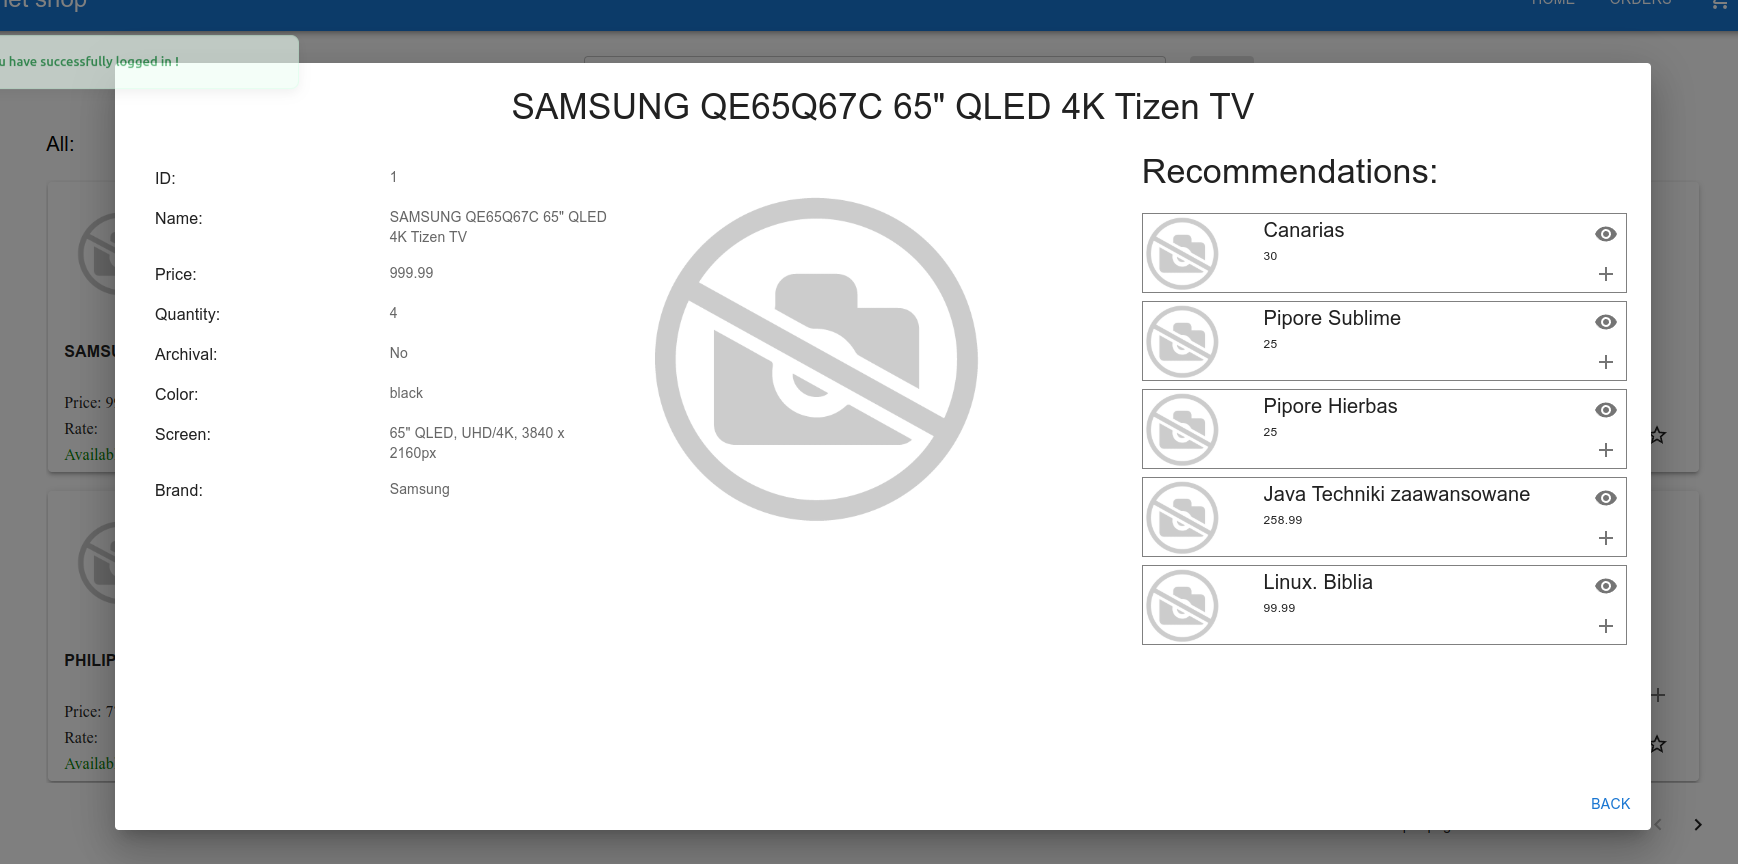 shop
HOME
ORDERS
have successfully logged in !
All:
SAMSUNG QE65Q67C 65" QLED 4K Tizen TV
ID:
1
Name:
SAMSUNG QE65Q67C 65" QLED
4K Tizen TV
Price:
999.99
Quantity:
4
Archival:
No
Color:
black
Screen:
65" QLED, UHD/4K, 3840 x
2160px
Brand:
Samsung
Recommendations:
Canarias
30
Pipore Sublime
25
Pipore Hierbas
25
Java Techniki zaawansowane
258.99
Linux. Biblia
99.99
BACK
SAMSU
Price: 9
Rate:
Availab
PHILIP
Price: 7
Rate:
Availab